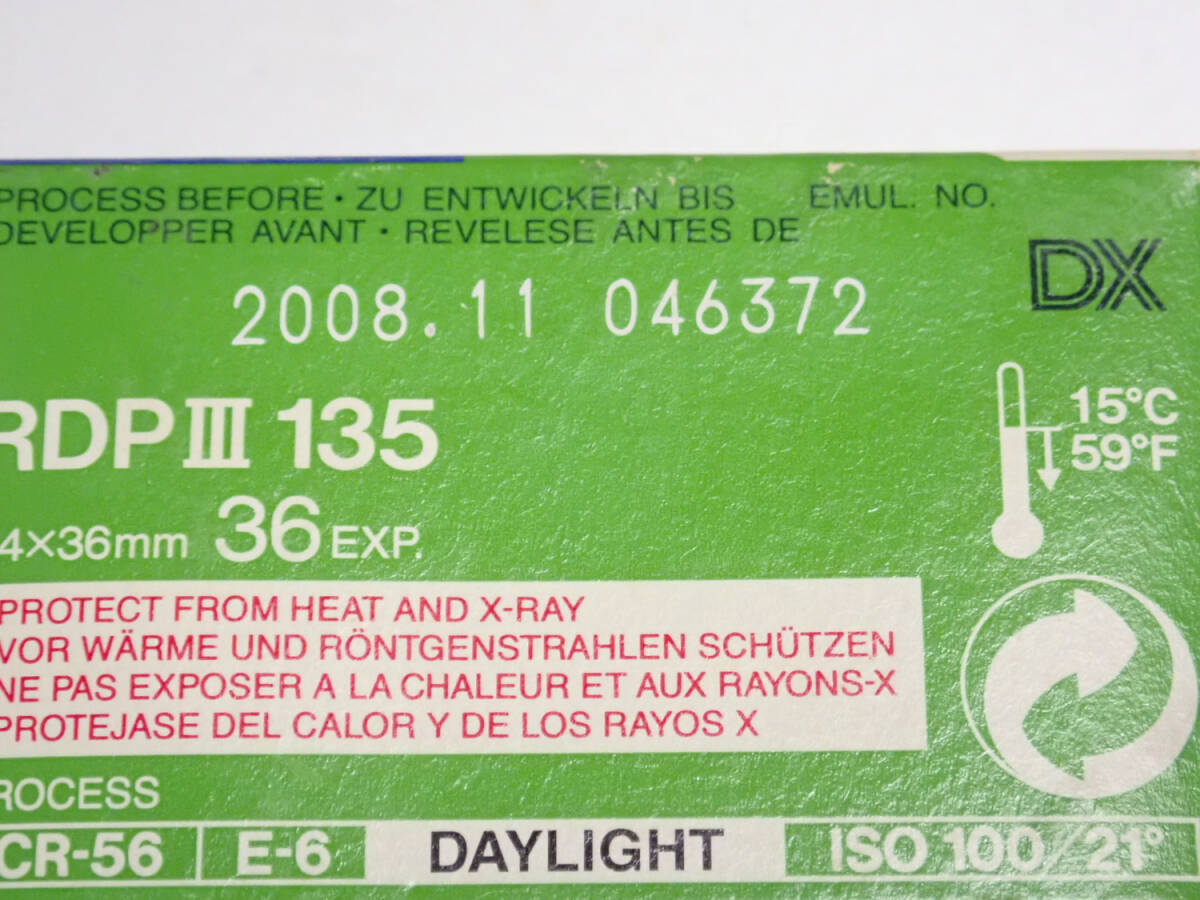 PROCESS BEFORE · ZU ENTWICKELN BIS EMUL. NO.
DEVELOPPER AVANT · REVELESE ANTES DE
DX
2008.11 046372
RDP III 135
15°C
59°F
4×36mm 36 EXP.
PROTECT FROM HEAT AND X-RAY
VOR WÄRME UND RÖNTGENSTRAHLEN SCHÜTZEN
NE PAS EXPOSER A LA CHALEUR ET AUX RAYONS-X
PROTEJASE DEL CALOR Y DE LOS RAYOS X
ROCESS
CR-56 E-6 DAYLIGHT ISO 100/21°